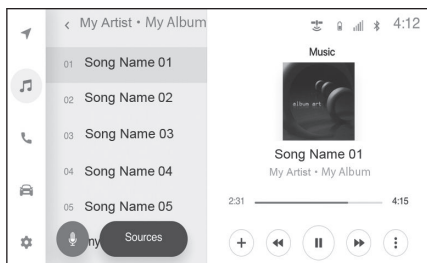 < My Artist • My Album
01 Song Name 01
02 Song Name 02
03 Song Name 03
04 Song Name 04
05 Song Name 05
ny
Sources
4:12
Music
album art
Song Name 01
My Artist • My Album
2:31
4:15